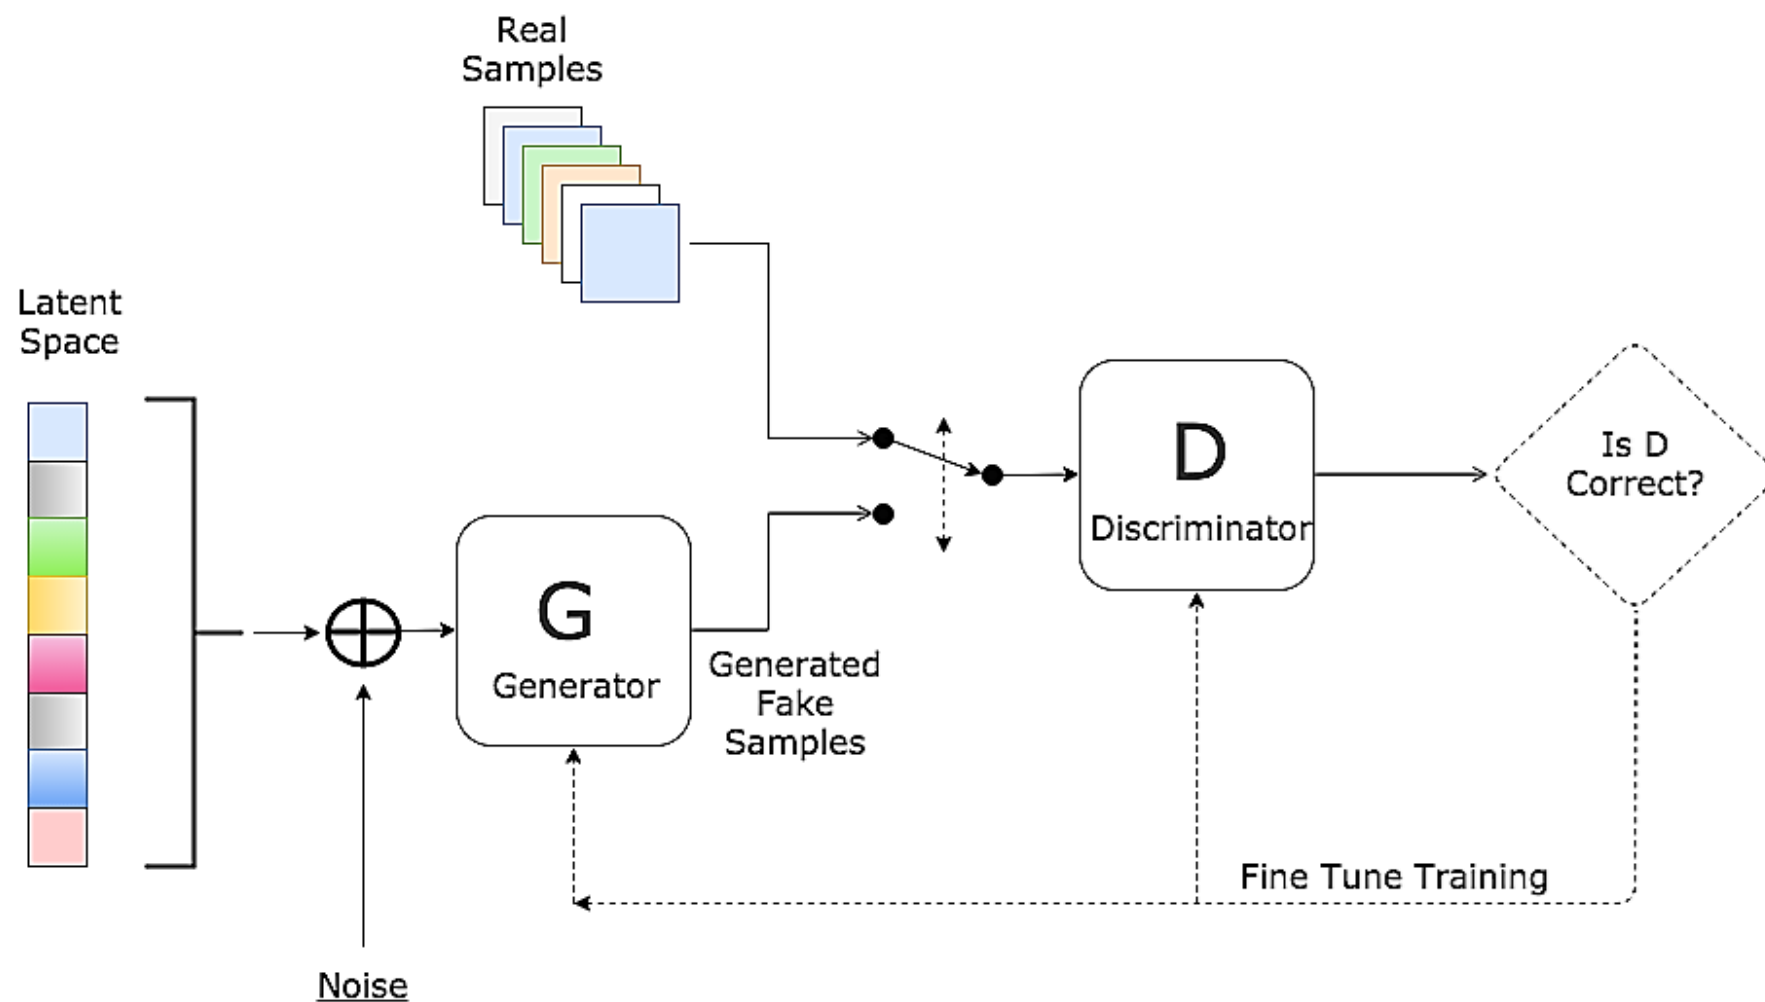 Real
Samples
Latent
Space
Is D
Correct?
D
Discriminator
G
Generator
Generated
Fake
Samples
Fine Tune Training
Noise